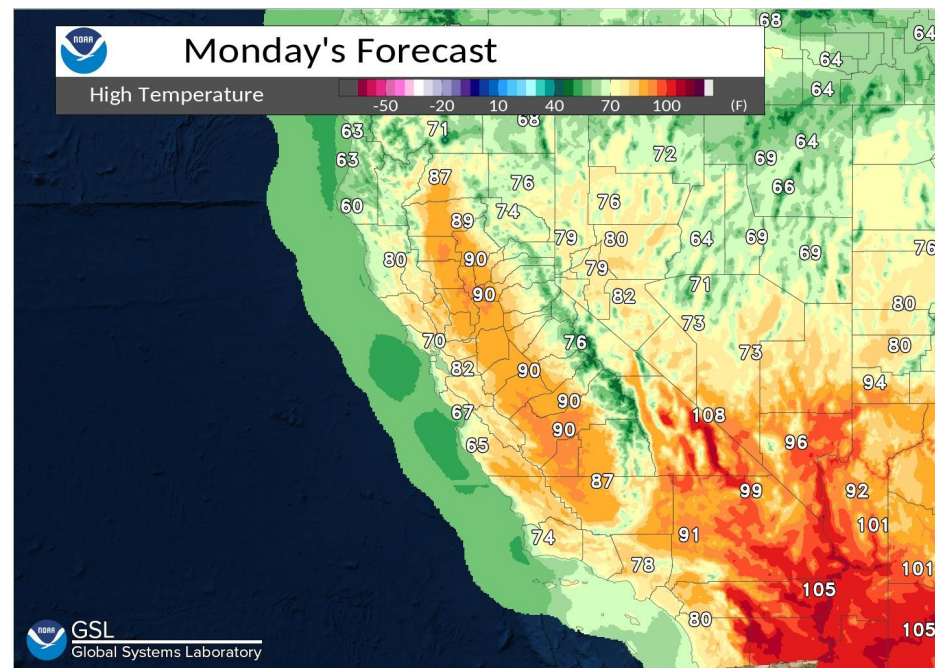 NOAA
Monday's Forecast
High Temperature
-50 -20 10 40 70 100 (F)
68
64
64
64
63 71 68
63 72 64
69
87 76 66
60 74 76
89
79 80 64 69 69 76
80 90
79 71
90 82 80
73
70 76 73 80
82 90 94
67 90 108
65 90 96
87 99 92
101
74 91
78 101
105
80 105
NOAA
GSL
Global Systems Laboratory